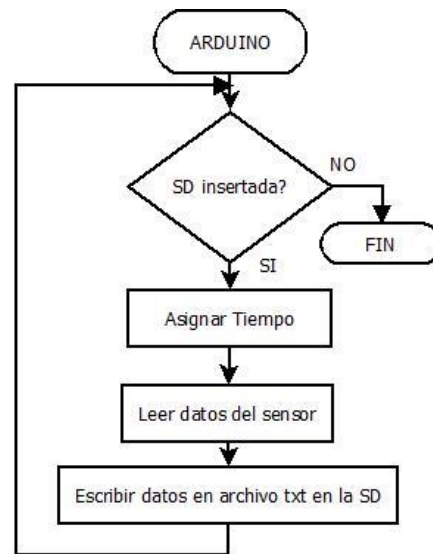 ARDUINO
SD insertada?
NO
FIN
SI
Asignar Tiempo
Leer datos del sensor
Escribir datos en archivo txt en la SD